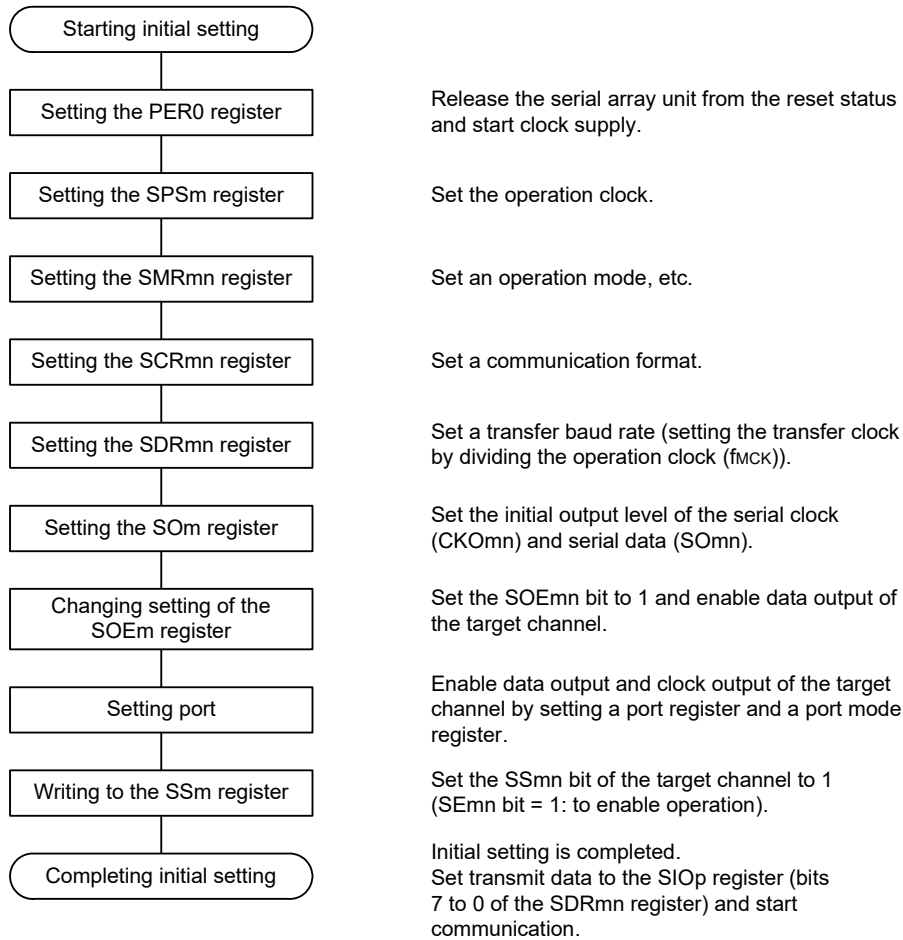 Starting initial setting
Setting the PER0 register
Release the serial array unit from the reset status
and start clock supply.
Setting the SPSm register
Set the operation clock.
Setting the SMRmn register
Set an operation mode, etc.
Setting the SCRmn register
Set a communication format.
Setting the SDRmn register
Set a transfer baud rate (setting the transfer clock
by dividing the operation clock (fMCK)).
Setting the SOm register
Set the initial output level of the serial clock
(CKOmn) and serial data (SOmn).
Changing setting of the
SOEm register
Set the SOEmn bit to 1 and enable data output of
the target channel.
Setting port
Enable data output and clock output of the target
channel by setting a port register and a port mode
register.
Writing to the SSm register
Set the SSmn bit of the target channel to 1
(SEmn bit = 1: to enable operation).
Completing initial setting
Initial setting is completed.
Set transmit data to the SIOp register (bits
7 to 0 of the SDRmn register) and start
communication.